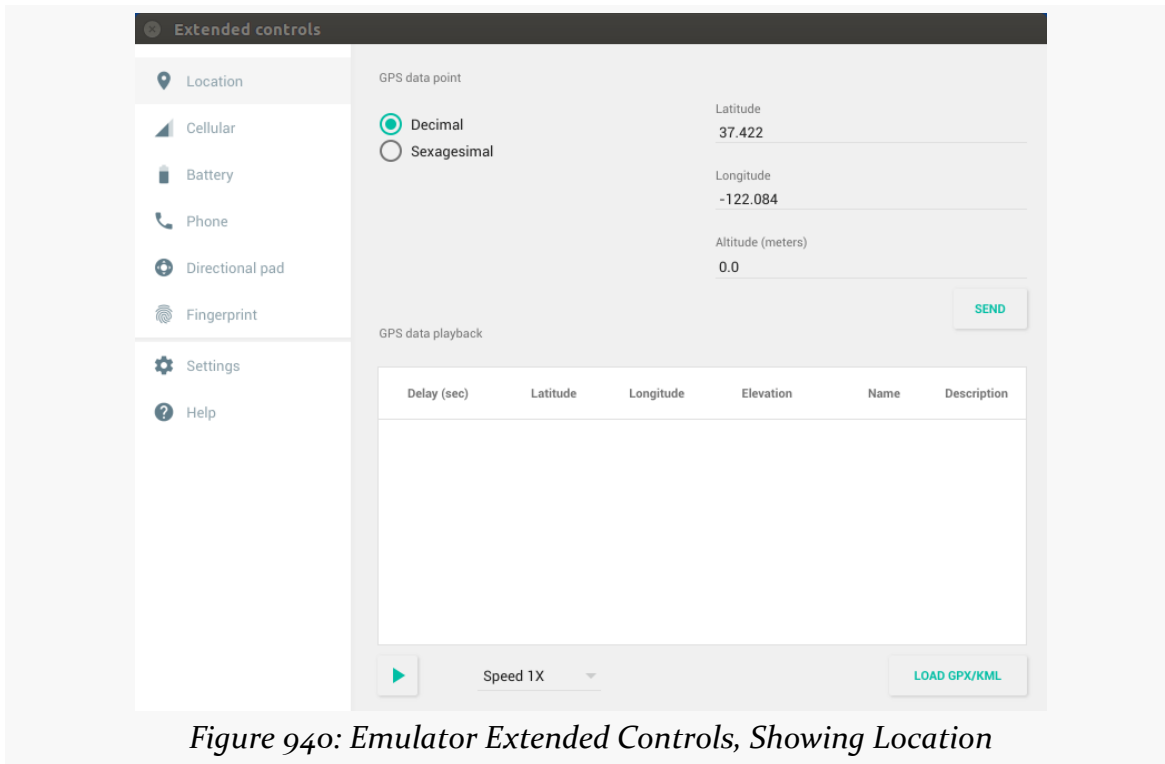 Extended controls
Location
Cellular
Battery
Phone
Directional pad
Fingerprint
Settings
Help
GPS data point
Decimal
Sexagesimal
Latitude
37.422
Longitude
-122.084
Altitude (meters)
0.0
SEND
GPS data playback
Delay (sec) Latitude Longitude Elevation Name Description
Speed 1X
LOAD GPX/KML
Figure 940: Emulator Extended Controls, Showing Location